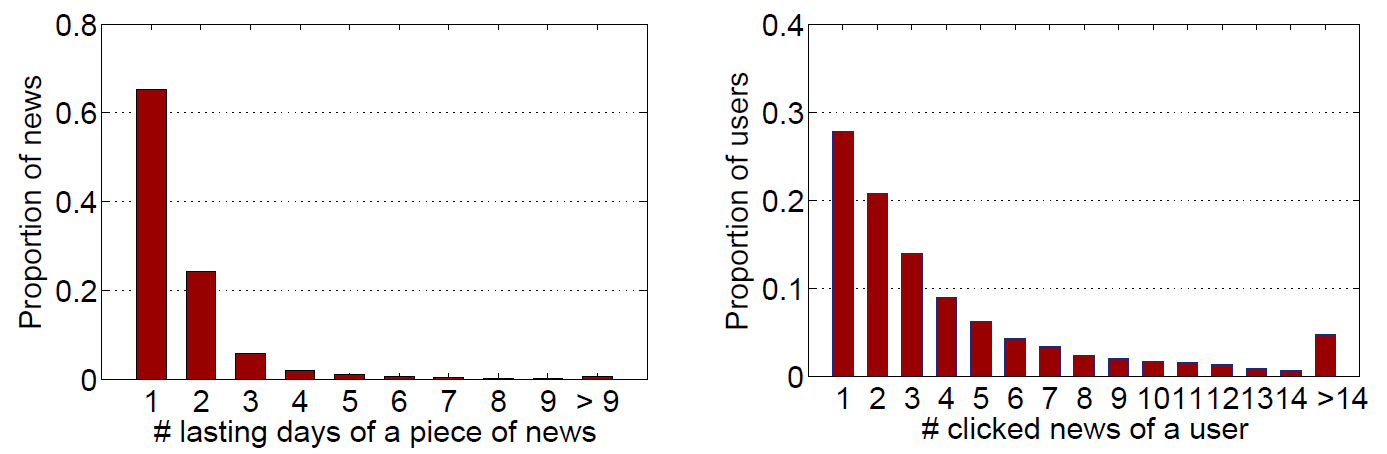 0.8
0.6
0.4
0.2
0
Proportion of news
1 2 3 4 5 6 7 8 9 > 9
# lasting days of a piece of news
0.4
0.3
0.2
0.1
0
Proportion of users
1 2 3 4 5 6 7 8 9 10 11 12 13 14 >14
# clicked news of a user